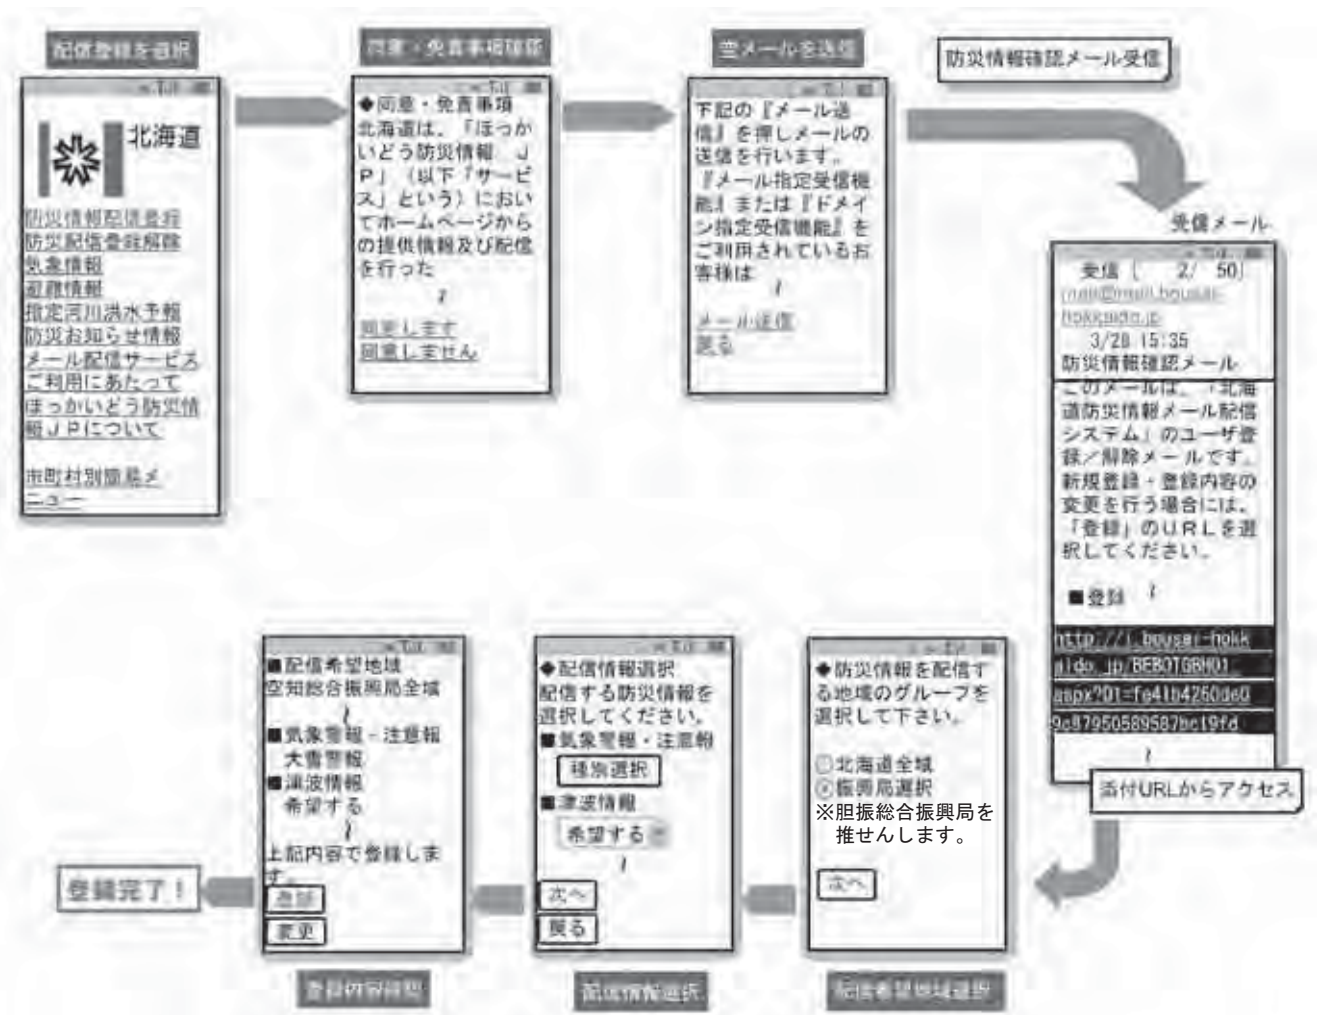 配信登録を選択
北海道
防災情報配信登録
防災配信登録解除
気象情報
避難情報
指定河川洪水予報
防災お知らせ情報
メール配信サービス
ご利用にあたって
ほっかいどう防災情
報JPについて
市町村別簡易メ
ニュー
同意・免責事項確認
◆同意・免責事項
北海道は、「ほっか
いどう防災情報 J
P」(以下「サービ
ス」という)におい
てホームページから
の提供情報及び配信
を行った
~
同意します
同意しません
空メールを送信
下記の『メール送
信』を押しメールの
送信を行います。
『メール指定受信機
能』または『ドメイ
ン指定受信機能』を
ご利用されているお
客様は
~
メール送信
戻る
防災情報確認メール受信
受信メール
受信〔 2/ 50〕
hokkaido.jp
3/28 15:35
防災情報確認メール
このメールは、「北海
道防災情報メール配信
システム」のユーザ登
録/解除メールです。
新規登録・登録内容の
変更を行う場合には、
「登録」のURLを選
択してください。
~
■登録
http://i.bousai-hokk
~
添付URLからアクセス
◆防災情報を配信す
る地域のグループを
選択して下さい。
○北海道全域
振興局選択
※胆振総合振興局を
推せんします。
次へ
配信希望地域選択
◆配信情報選択
配信する防災情報を
選択してください。
■気象警報・注意報
種別選択
■津波情報
希望する
~
次へ
戻る
配信情報選択
■配信希望地域
空知総合振興局全域
~
■気象警報・注意報
大雪警報
■津波情報
希望する
~
上記内容で登録しま
す。
登録
変更
登録内容確認
登録完了!